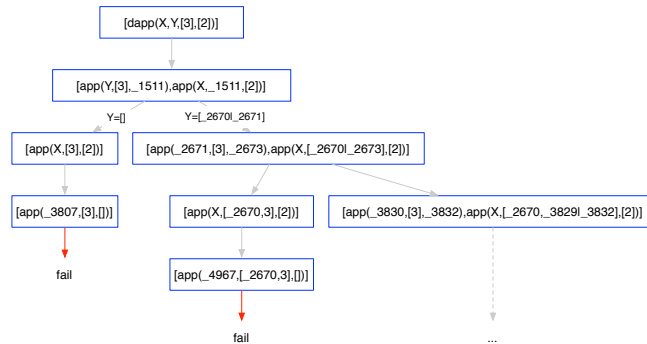 [dapp(X,Y,[3],[2])]
[app(Y,[3],_1511),app(X,_1511,[2])]
Y=[]
Y=[_2670|_2671]
[app(X,[3],[2])]
[app(_2671,[3],_2673),app(X,[_2670|_2673],[2])]
[app(_3807,[3],[])]
[app(X,[_2670,3],[2])]
[app(_3830,[3],_3832),app(X,[_2670,_3829|_3832],[2])]
fail
[app(_4967,[_2670,3],[])]
fail
...